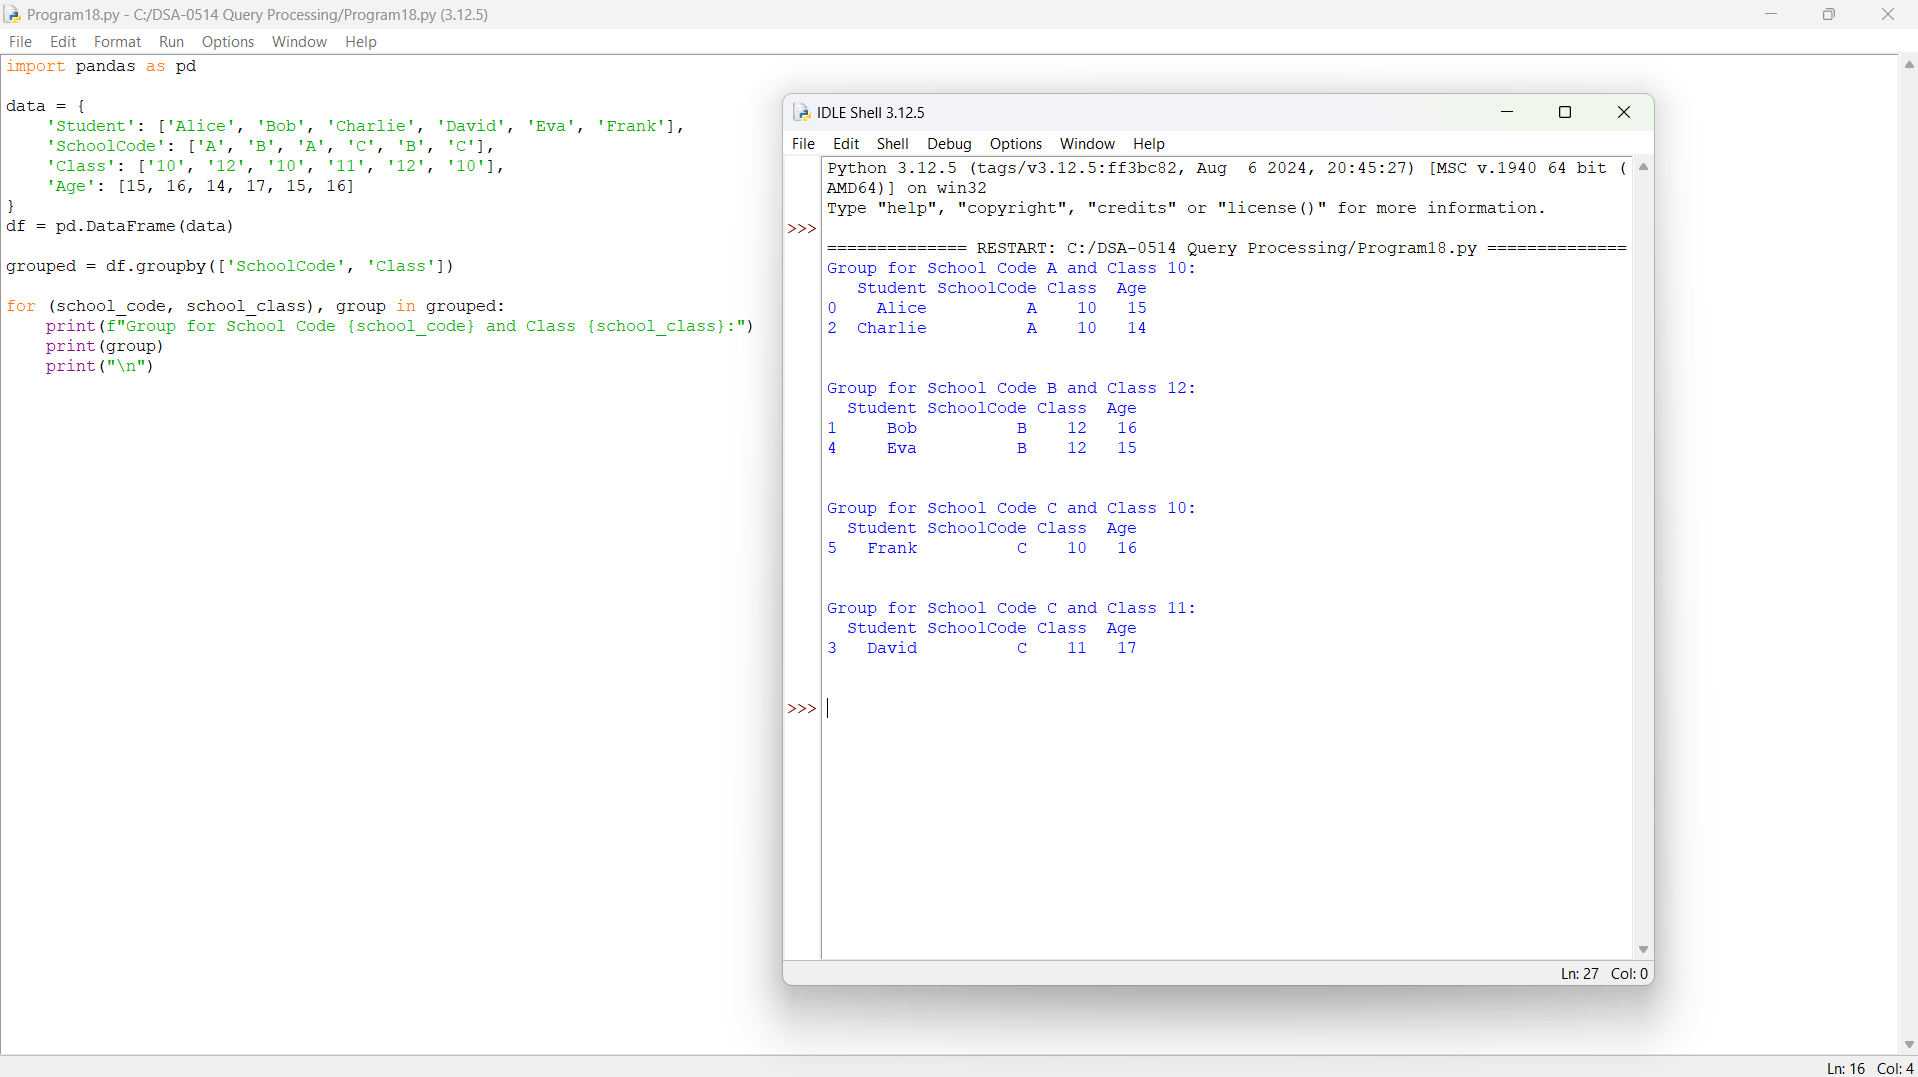 Program18.py - C:/DSA-0514 Query Processing/Program18.py (3.12.5)
File Edit Format Run Options Window Help
import pandas as pd
data = {
    'Student': ['Alice', 'Bob', 'Charlie', 'David', 'Eva', 'Frank'],
    'SchoolCode': ['A', 'B', 'A', 'C', 'B', 'C'],
    'Class': ['10', '12', '10', '11', '12', '10'],
    'Age': [15, 16, 14, 17, 15, 16]
}
df = pd.DataFrame(data)
grouped = df.groupby(['SchoolCode', 'Class'])
for (school_code, school_class), group in grouped:
    print(f"Group for School Code {school_code} and Class {school_class}:")
    print(group)
    print("\n")
Ln: 16 Col: 4
IDLE Shell 3.12.5
File Edit Shell Debug Options Window Help
Python 3.12.5 (tags/v3.12.5:ff3bc82, Aug  6 2024, 20:45:27) [MSC v.1940 64 bit (
AMD64)] on win32
Type "help", "copyright", "credits" or "license()" for more information.
>>>
============== RESTART: C:/DSA-0514 Query Processing/Program18.py ==============
Group for School Code A and Class 10:
   Student SchoolCode Class  Age
0    Alice          A    10   15
2  Charlie          A    10   14
Group for School Code B and Class 12:
  Student SchoolCode Class  Age
1     Bob          B    12   16
4     Eva          B    12   15
Group for School Code C and Class 10:
  Student SchoolCode Class  Age
5   Frank          C    10   16
Group for School Code C and Class 11:
  Student SchoolCode Class  Age
3   David          C    11   17
>>>
Ln: 27 Col: 0